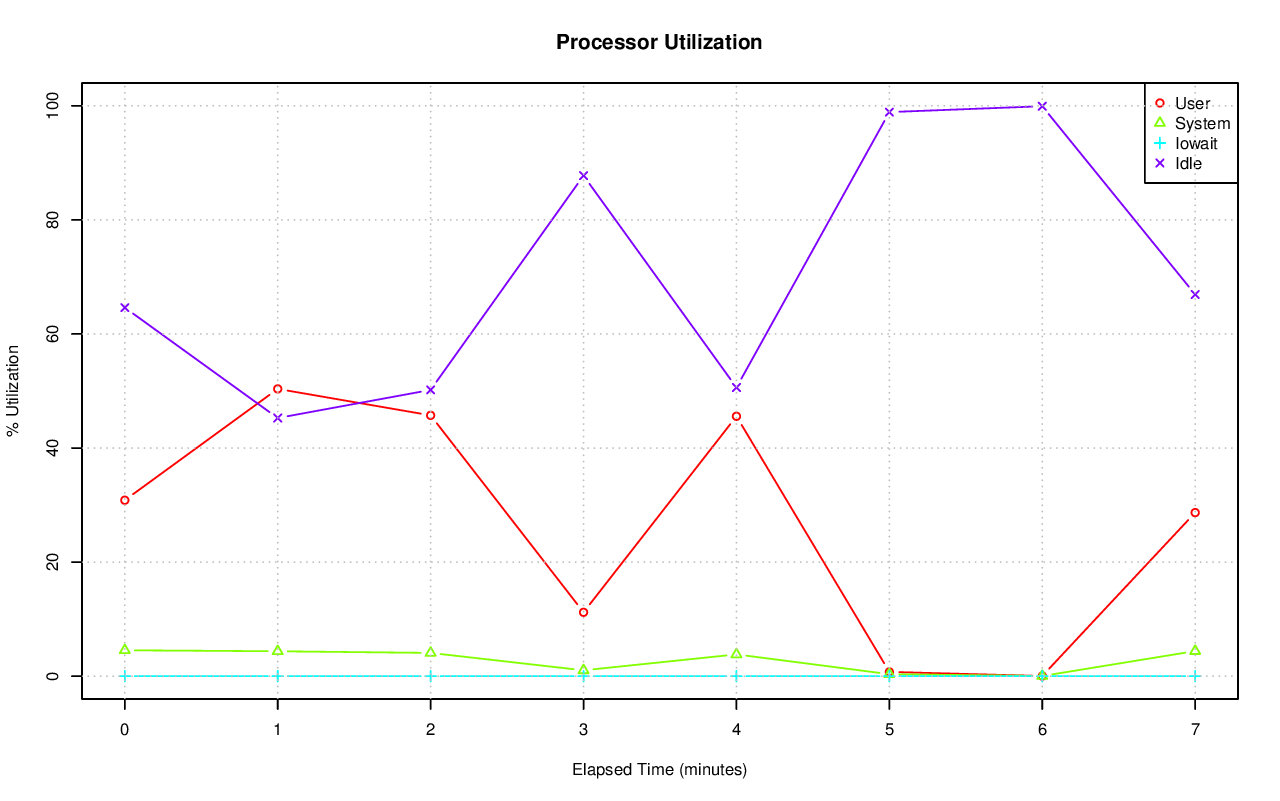 Processor Utilization
User
System
Iowait
Idle
% Utilization
100
80
60
40
20
0
0 1 2 3 4 5 6 7
Elapsed Time (minutes)